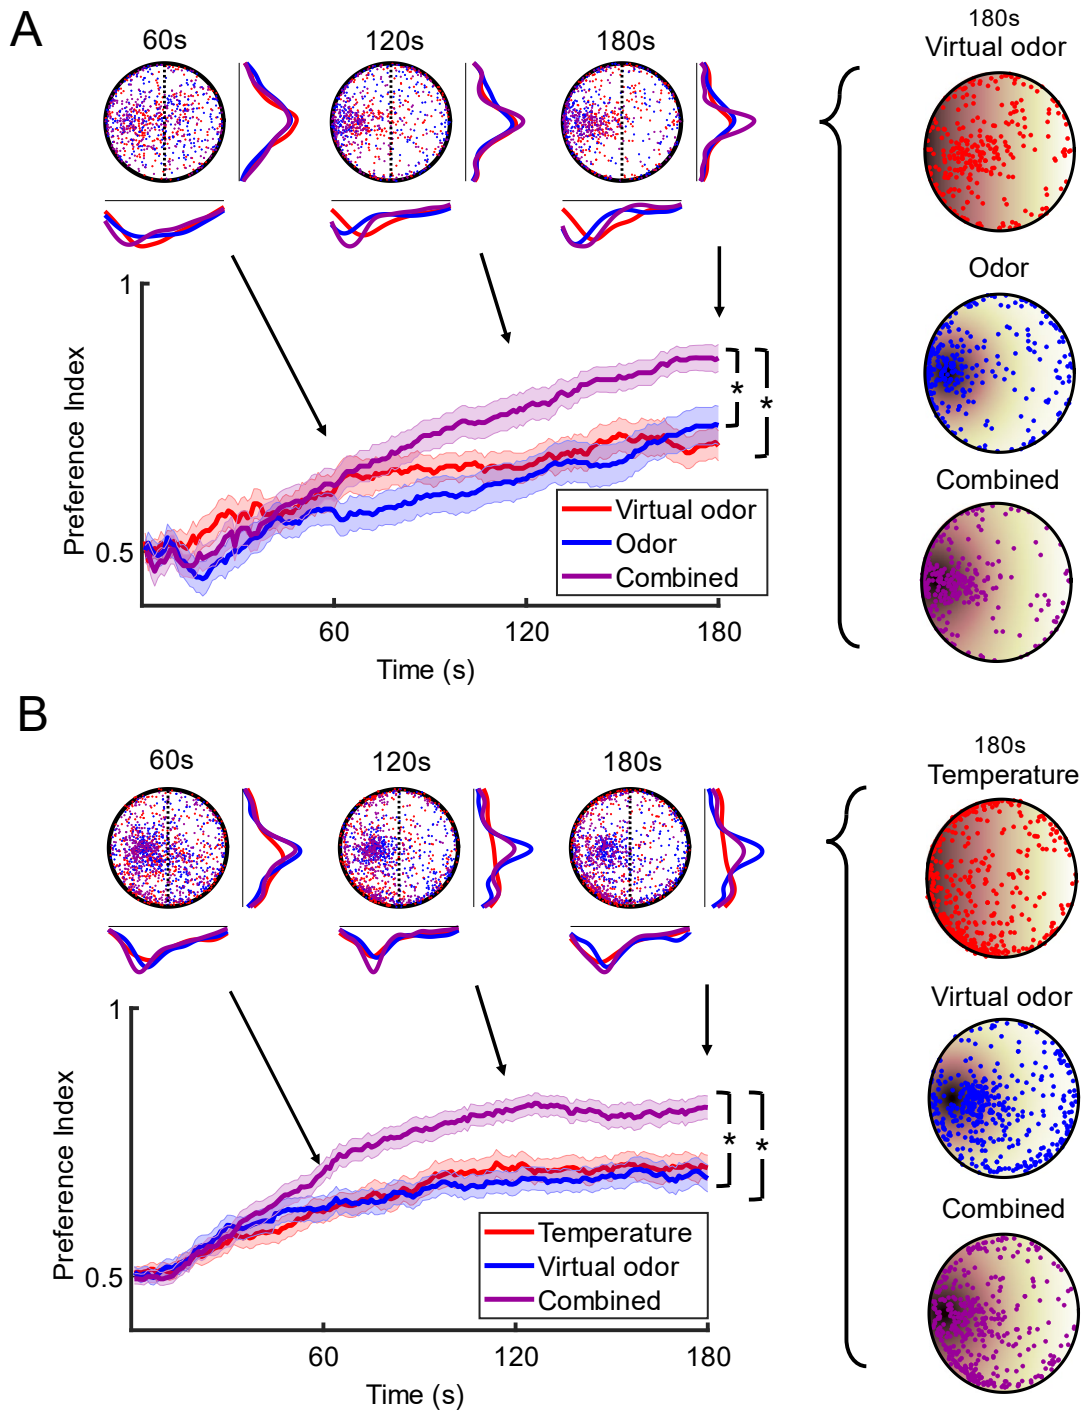 A
60s
120s
180s
180s
Virtual odor
Odor
Combined
1
0.5
Preference Index
*
*
Virtual odor
Odor
Combined
60
120
180
Time (s)
B
60s
120s
180s
180s
Temperature
Virtual odor
Combined
1
0.5
Preference Index
*
*
Temperature
Virtual odor
Combined
60
120
180
Time (s)